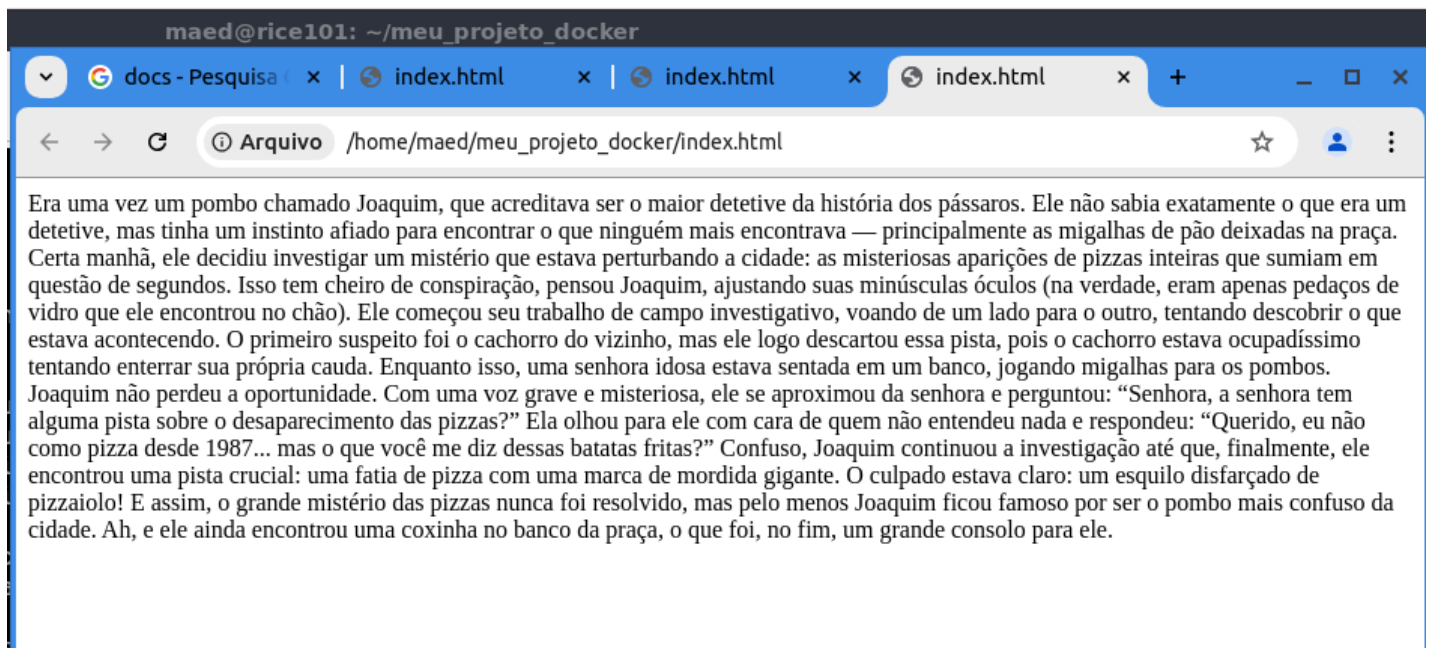 maed@rice101: ~/meu_projeto_docker
docs - Pesquisa
index.html
index.html
index.html
Arquivo
/home/maed/meu_projeto_docker/index.html
Era uma vez um pombo chamado Joaquim, que acreditava ser o maior detetive da história dos pássaros. Ele não sabia exatamente o que era um
detetive, mas tinha um instinto afiado para encontrar o que ninguém mais encontrava — principalmente as migalhas de pão deixadas na praça.
Certa manhã, ele decidiu investigar um mistério que estava perturbando a cidade: as misteriosas aparições de pizzas inteiras que sumiam em
questão de segundos. Isso tem cheiro de conspiração, pensou Joaquim, ajustando suas minúsculas óculos (na verdade, eram apenas pedaços de
vidro que ele encontrou no chão). Ele começou seu trabalho de campo investigativo, voando de um lado para o outro, tentando descobrir o que
estava acontecendo. O primeiro suspeito foi o cachorro do vizinho, mas ele logo descartou essa pista, pois o cachorro estava ocupadíssimo
tentando enterrar sua própria cauda. Enquanto isso, uma senhora idosa estava sentada em um banco, jogando migalhas para os pombos.
Joaquim não perdeu a oportunidade. Com uma voz grave e misteriosa, ele se aproximou da senhora e perguntou: “Senhora, a senhora tem
alguma pista sobre o desaparecimento das pizzas?” Ela olhou para ele com cara de quem não entendeu nada e respondeu: “Querido, eu não
como pizza desde 1987... mas o que você me diz dessas batatas fritas?” Confuso, Joaquim continuou a investigação até que, finalmente, ele
encontrou uma pista crucial: uma fatia de pizza com uma marca de mordida gigante. O culpado estava claro: um esquilo disfarçado de
pizzaiolo! E assim, o grande mistério das pizzas nunca foi resolvido, mas pelo menos Joaquim ficou famoso por ser o pombo mais confuso da
cidade. Ah, e ele ainda encontrou uma coxinha no banco da praça, o que foi, no fim, um grande consolo para ele.